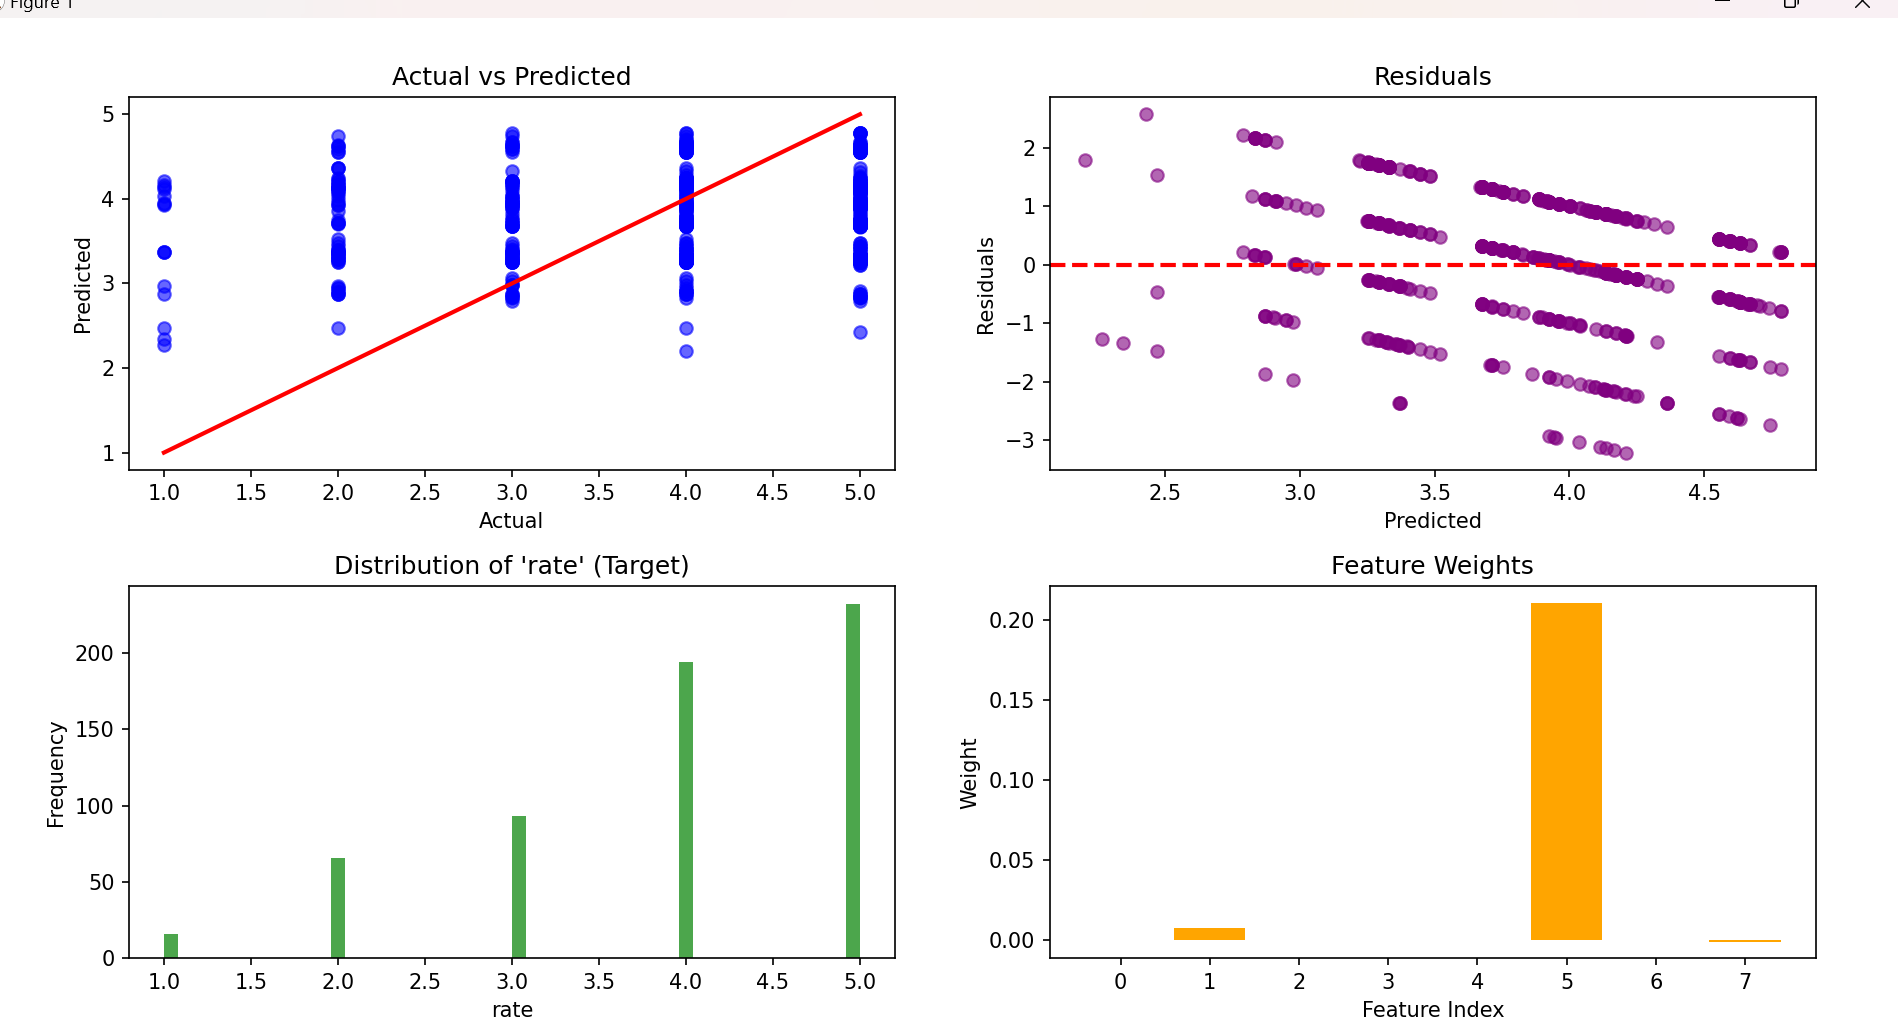 Figure 1
Actual vs Predicted
5
4
3
2
1
Predicted
1.0 1.5 2.0 2.5 3.0 3.5 4.0 4.5 5.0
Actual
Residuals
2
1
0
−1
−2
−3
Residuals
2.5 3.0 3.5 4.0 4.5
Predicted
Distribution of 'rate' (Target)
200
150
100
50
0
Frequency
1.0 1.5 2.0 2.5 3.0 3.5 4.0 4.5 5.0
rate
Feature Weights
0.20
0.15
0.10
0.05
0.00
Weight
0 1 2 3 4 5 6 7
Feature Index